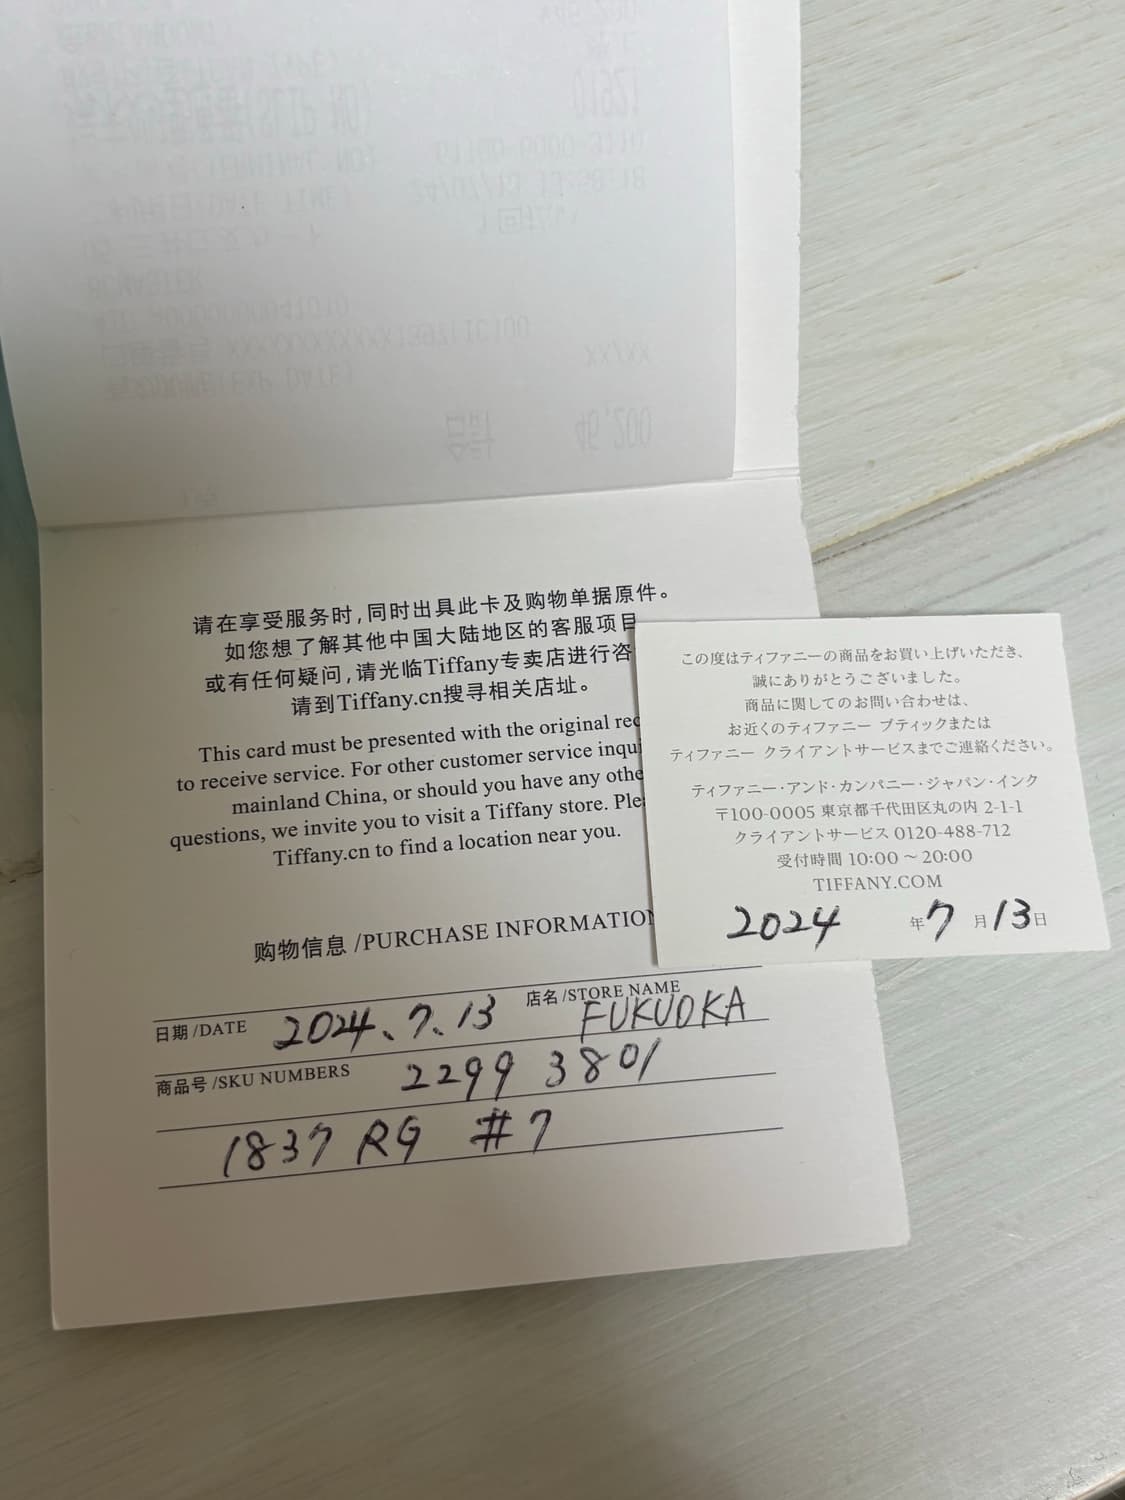 合計 46,200
请在享受服务时,同时出具此卡及购物单据原件。
如您想了解其他中国大陆地区的客服项目
或有任何疑问,请光临Tiffany专卖店进行咨
请到Tiffany.cn搜寻相关店址。
This card must be presented with the original rec
to receive service. For other customer service inqui
mainland China, or should you have any othe
questions, we invite you to visit a Tiffany store. Ple
Tiffany.cn to find a location near you.
购物信息/PURCHASE INFORMATION
日期/DATE 2024、7、13 店名/STORE NAME FUKUOKA
商品号/SKU NUMBERS 2299 3801
1837 RG #7
この度はティファニーの商品をお買い上げいただき、
誠にありがとうございました。
商品に関してのお問い合わせは、
お近くのティファニー ブティックまたは
ティファニー クライアントサービスまでご連絡ください。
ティファニー・アンド・カンパニー・ジャパン・インク
〒100-0005 東京都千代田区丸の内 2-1-1
クライアントサービス 0120-488-712
受付時間 10:00 ～ 20:00
TIFFANY.COM
2024 年 7 月 13 日